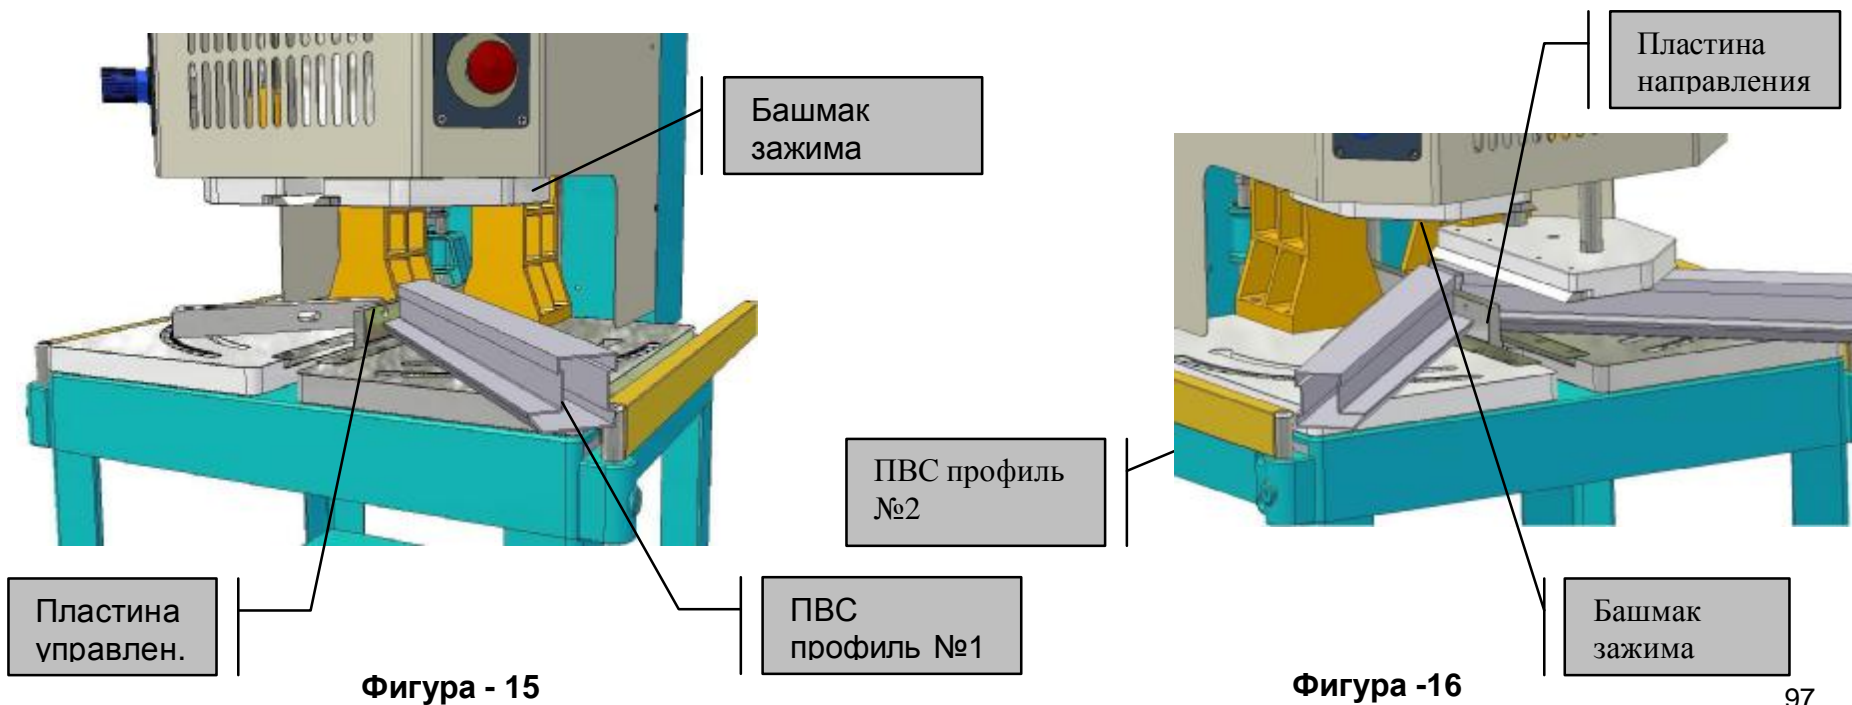 Башмак
зажима
Пластина
управлен.
ПВС
профиль №1
Фигура - 15
Пластина
направления
ПВС профиль
№2
Башмак
зажима
Фигура -16
97